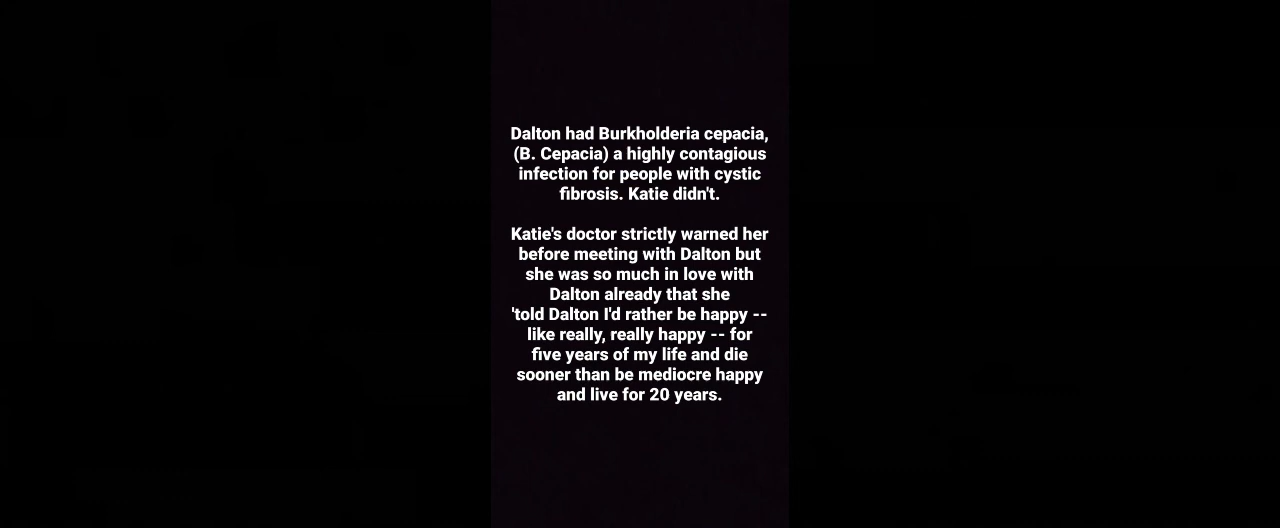 Dalton had Burkholderia cepacia,
(B. Cepacia) a highly contagious
infection for people with cystic
fibrosis. Katie didn't.
Katie's doctor strictly warned her
before meeting with Dalton but
she was so much in love with
Dalton already that she
'told Dalton I'd rather be happy --
like really, really happy -- for
five years of my life and die
sooner than be mediocre happy
and live for 20 years.